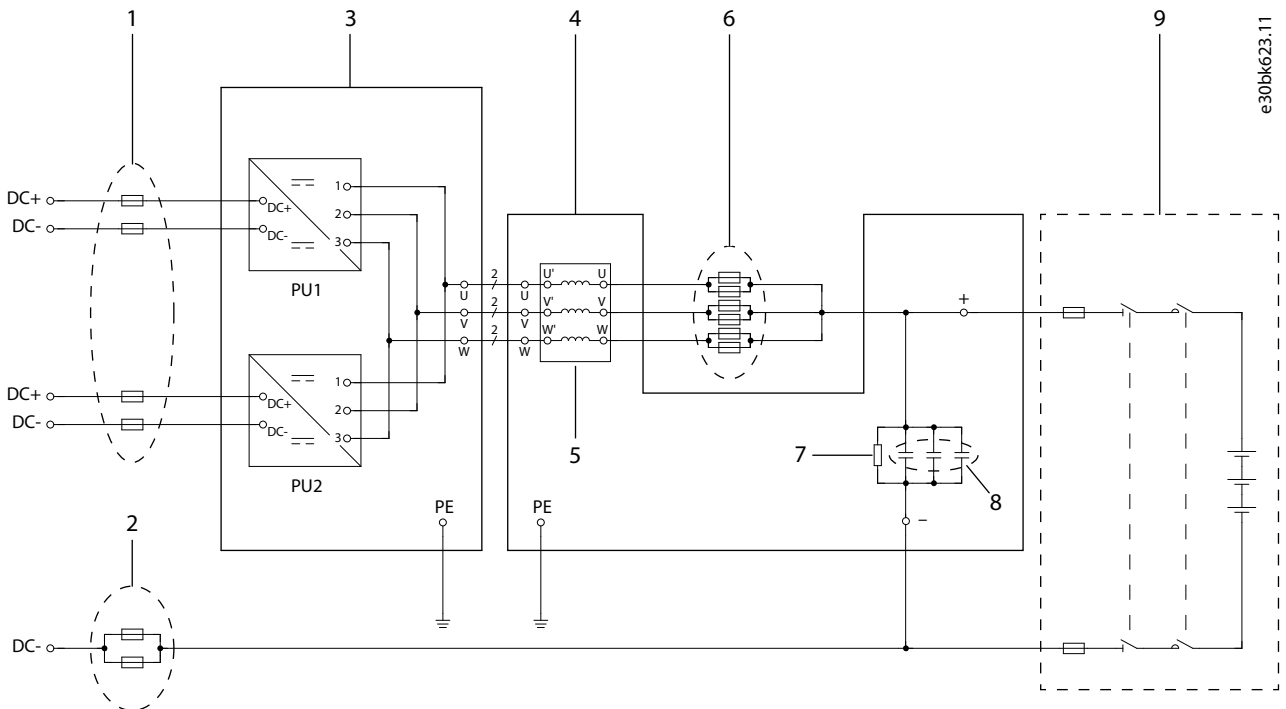 1
3
4
6
9
e30bk623.11
DC+
DC-
DC+
DC-
1
2
3
PU1
DC+
DC-
DC+
DC-
1
2
3
PU2
2
2
2
U
V
W
U
V
W
U'
V'
W'
U
V
W
+
5
7
8
−
PE
PE
2
DC-